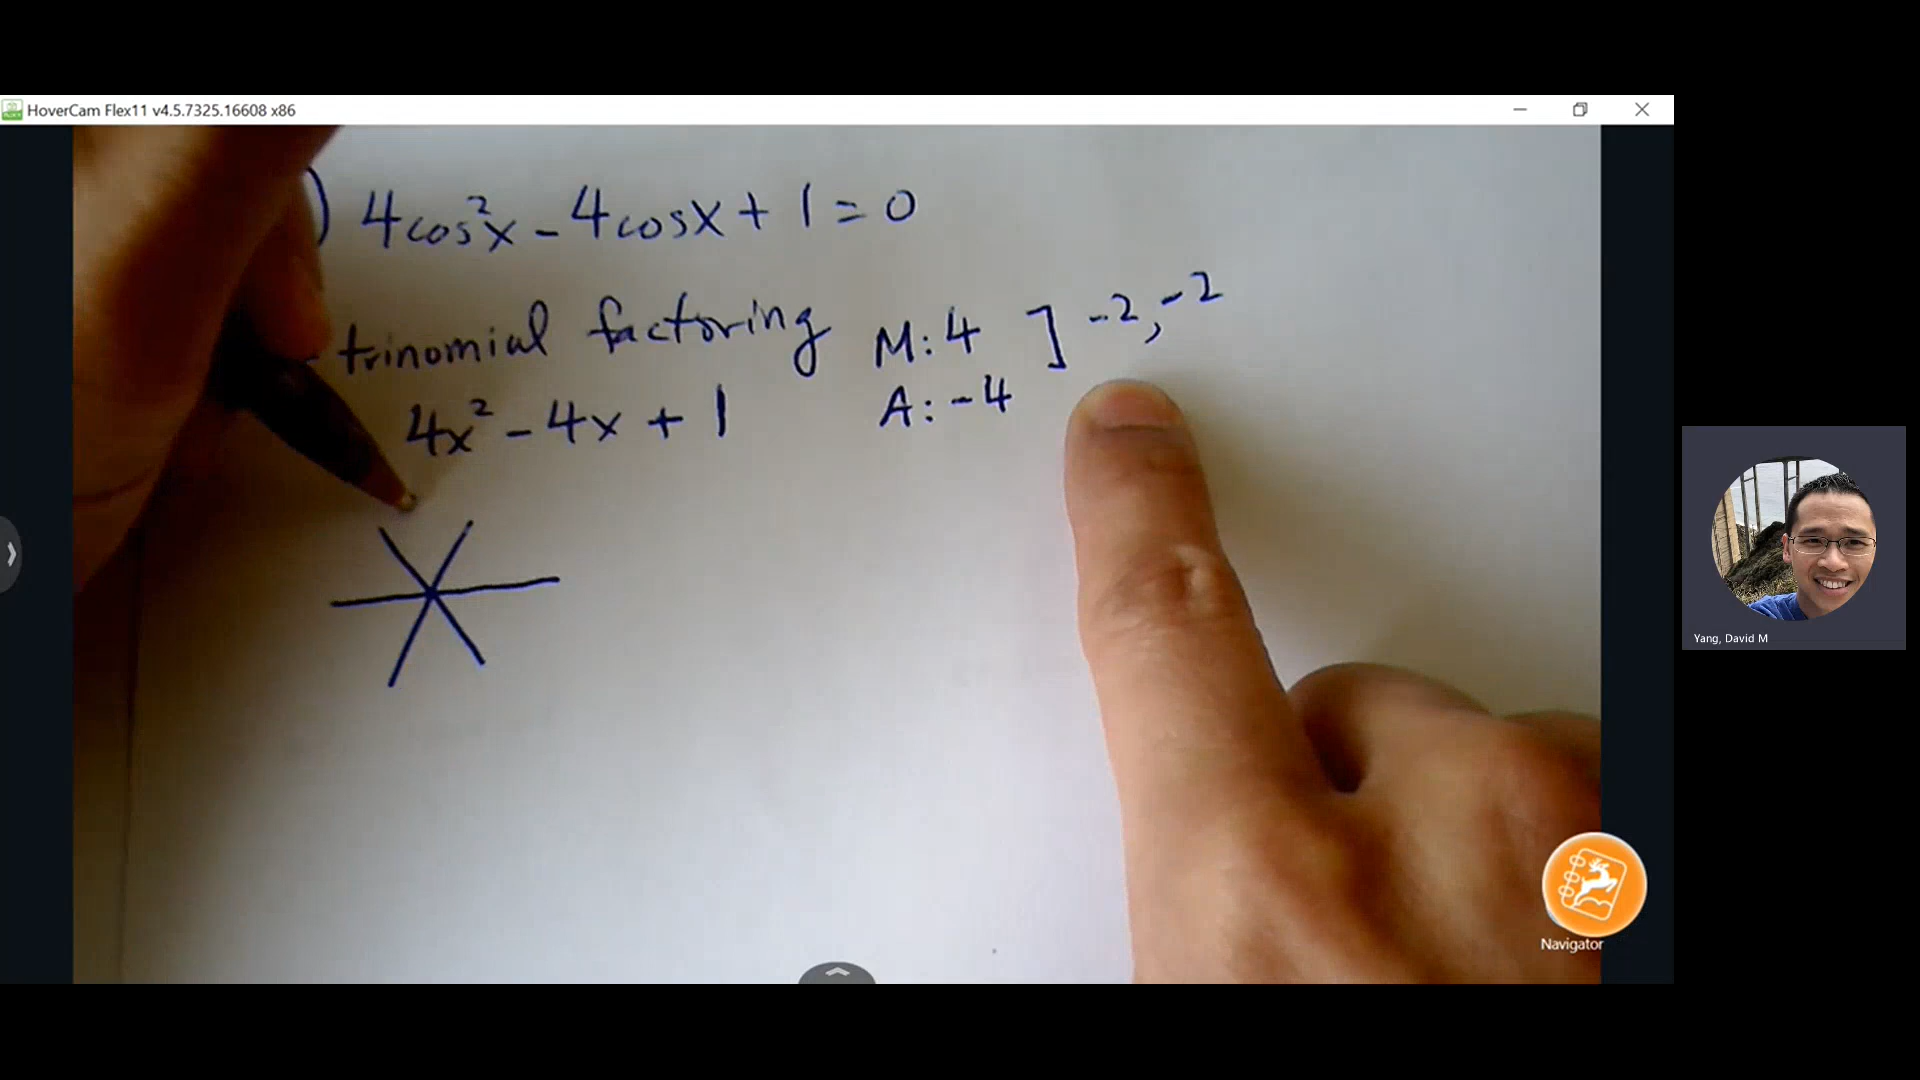 HoverCam Flex11 v4.5.7325.16608 x86
) 4cos²x - 4cosx + 1 = 0
trinomial factoring M: 4 ] -2, -2
4x² - 4x + 1 A: -4
Yang, David M
Navigator